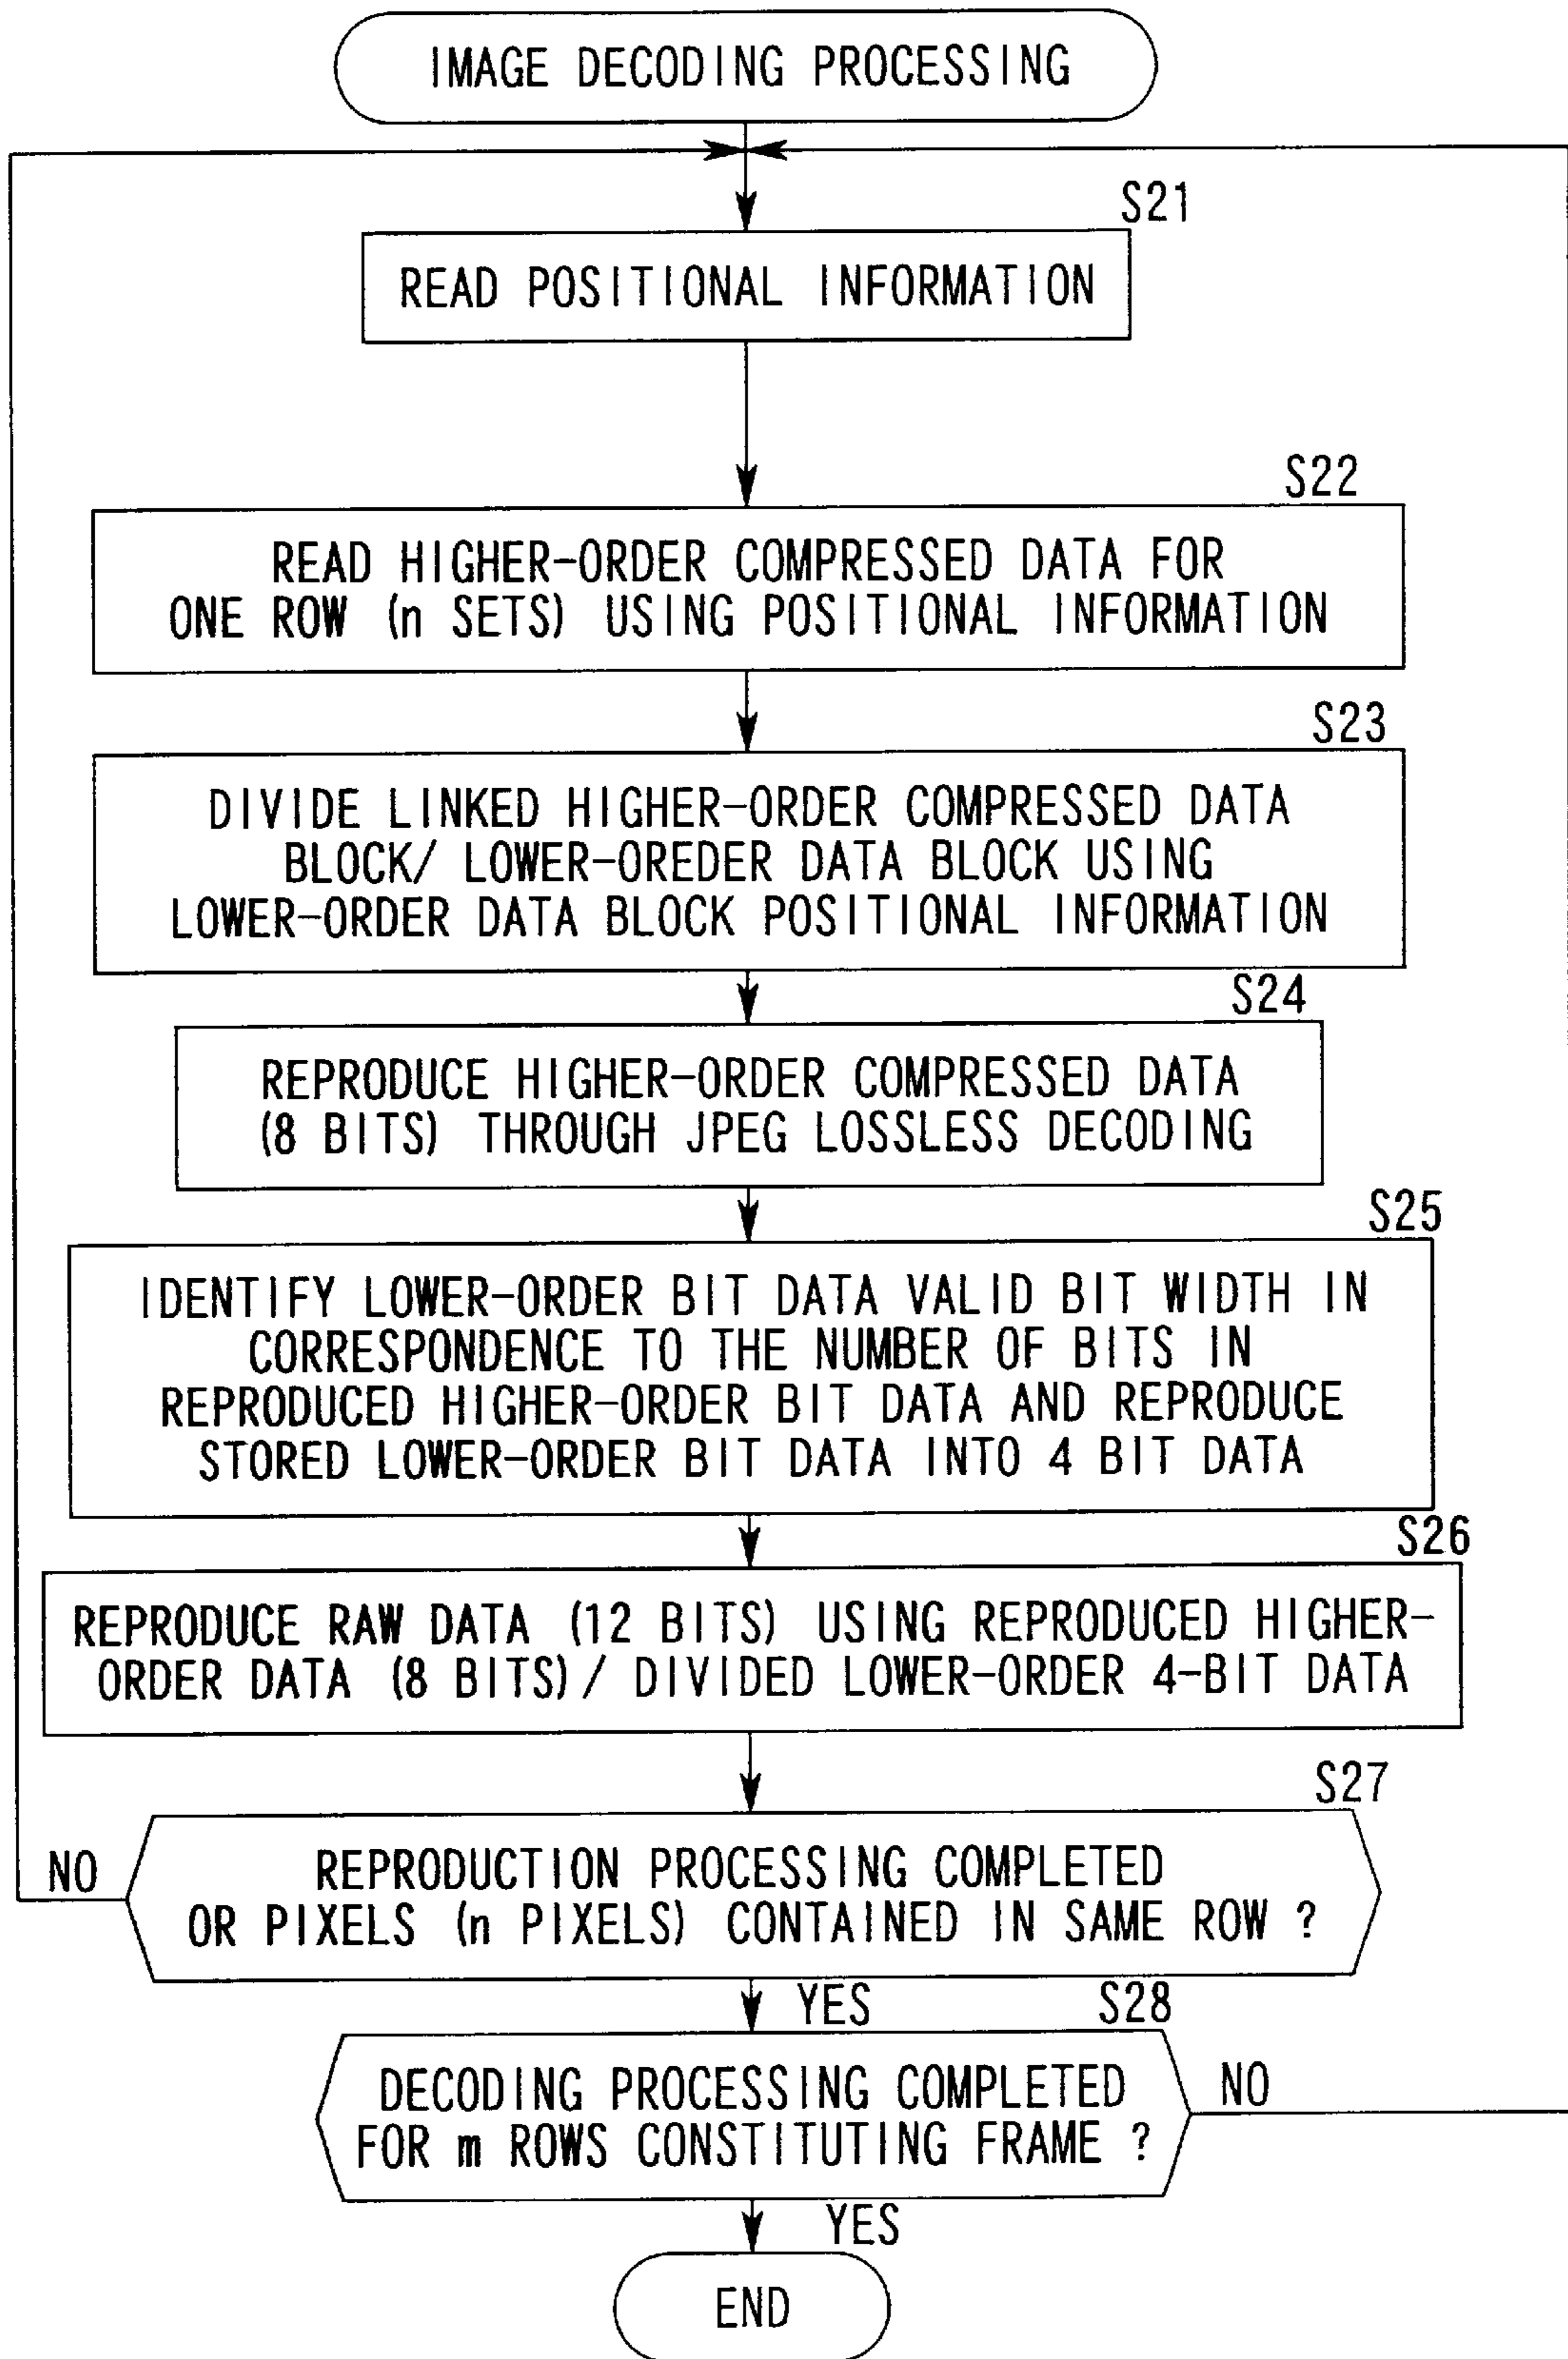 IMAGE DECODING PROCESSING
S21
READ POSITIONAL INFORMATION
S22
READ HIGHER-ORDER COMPRESSED DATA FOR
ONE ROW (n SETS) USING POSITIONAL INFORMATION
S23
DIVIDE LINKED HIGHER-ORDER COMPRESSED DATA
BLOCK/ LOWER-OREDER DATA BLOCK USING
LOWER-ORDER DATA BLOCK POSITIONAL INFORMATION
S24
REPRODUCE HIGHER-ORDER COMPRESSED DATA
(8 BITS) THROUGH JPEG LOSSLESS DECODING
S25
IDENTIFY LOWER-ORDER BIT DATA VALID BIT WIDTH IN
CORRESPONDENCE TO THE NUMBER OF BITS IN
REPRODUCED HIGHER-ORDER BIT DATA AND REPRODUCE
STORED LOWER-ORDER BIT DATA INTO 4 BIT DATA
S26
REPRODUCE RAW DATA (12 BITS) USING REPRODUCED HIGHER-
ORDER DATA (8 BITS)/ DIVIDED LOWER-ORDER 4-BIT DATA
S27
NO
REPRODUCTION PROCESSING COMPLETED
OR PIXELS (n PIXELS) CONTAINED IN SAME ROW ?
YES
S28
DECODING PROCESSING COMPLETED
FOR m ROWS CONSTITUTING FRAME ?
NO
YES
END